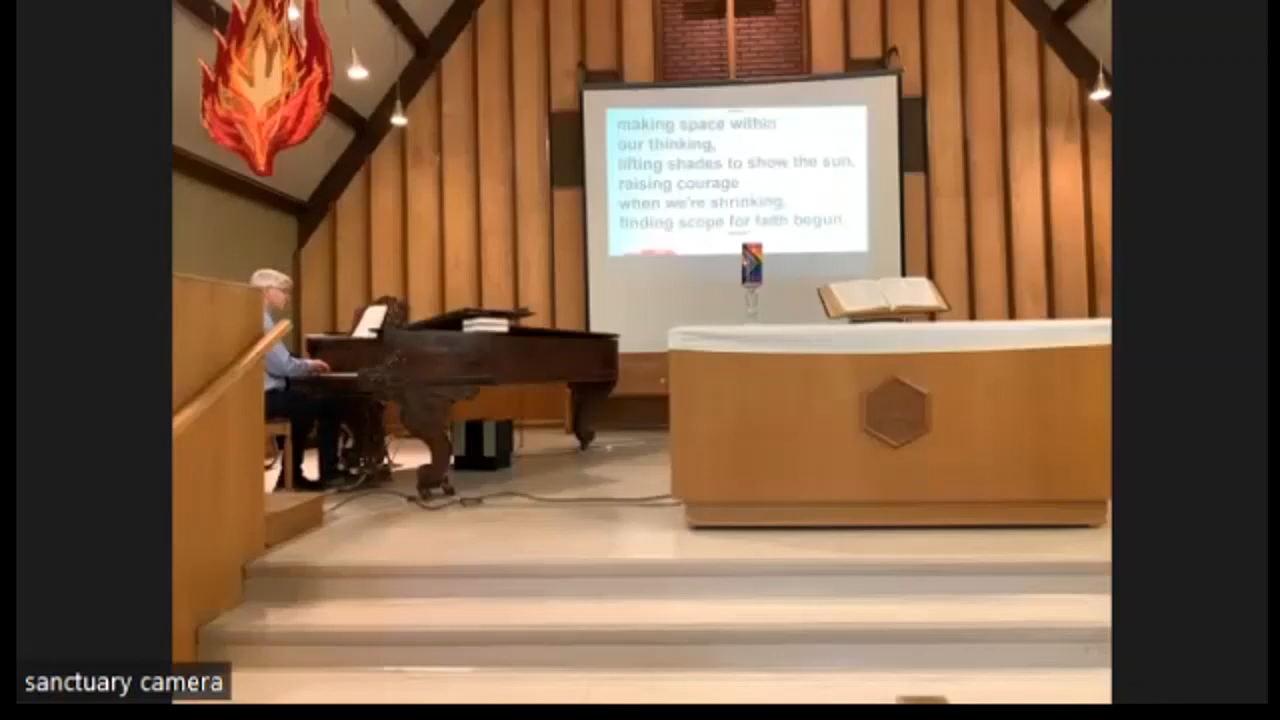 making space within
our thinking,
lifting shades to show the sun,
raising courage
when we're shrinking,
finding scope for faith begun.
sanctuary camera